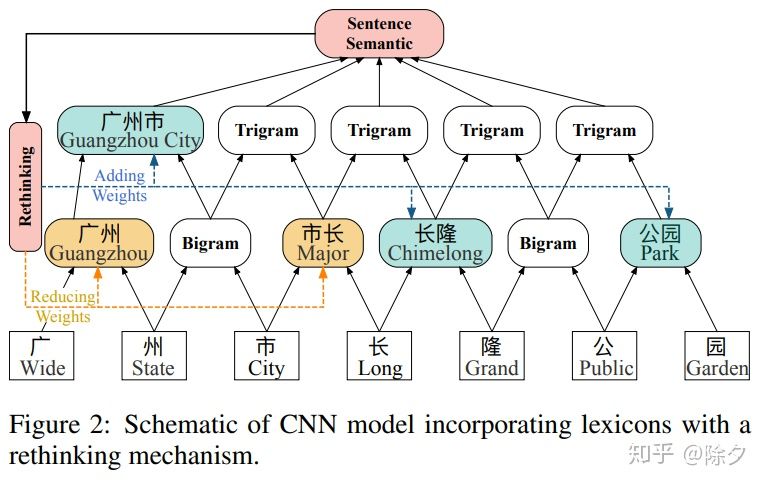 Sentence
Semantic
广州市
Guangzhou City
Trigram
Trigram
Trigram
Trigram
Rethinking
Adding
Weights
广州
Guangzhou
Bigram
市长
Major
长隆
Chimelong
Bigram
公园
Park
Reducing
Weights
广
Wide
州
State
市
City
长
Long
隆
Grand
公
Public
园
Garden
Figure 2: Schematic of CNN model incorporating lexicons with a
rethinking mechanism.
知乎 @除夕